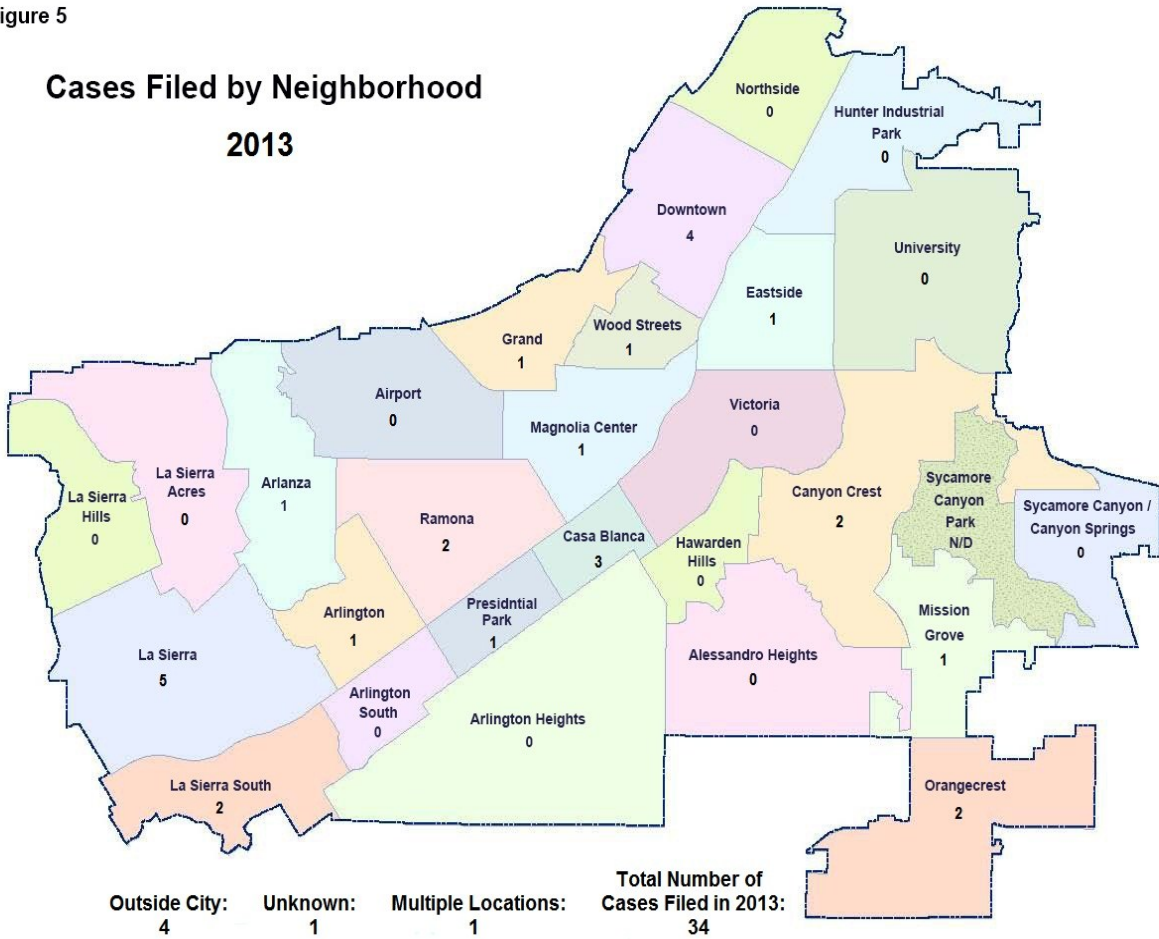 igure 5
Cases Filed by Neighborhood
2013
Northside
0
Hunter Industrial
Park
0
Downtown
4
University
0
Eastside
1
Wood Streets
1
Grand
1
Airport
0
Magnolia Center
1
Victoria
0
La Sierra
Acres
0
La Sierra
Hills
0
Arlanza
1
Ramona
2
Casa Blanca
3
Hawarden
Hills
0
Canyon Crest
2
Sycamore
Canyon
Park
N/D
Sycamore Canyon /
Canyon Springs
0
Arlington
1
Presidntial
Park
1
Mission
Grove
1
La Sierra
5
Arlington
South
0
Arlington Heights
0
Alessandro Heights
0
La Sierra South
2
Orangecrest
2
Outside City:
4
Unknown:
1
Multiple Locations:
1
Total Number of
Cases Filed in 2013:
34